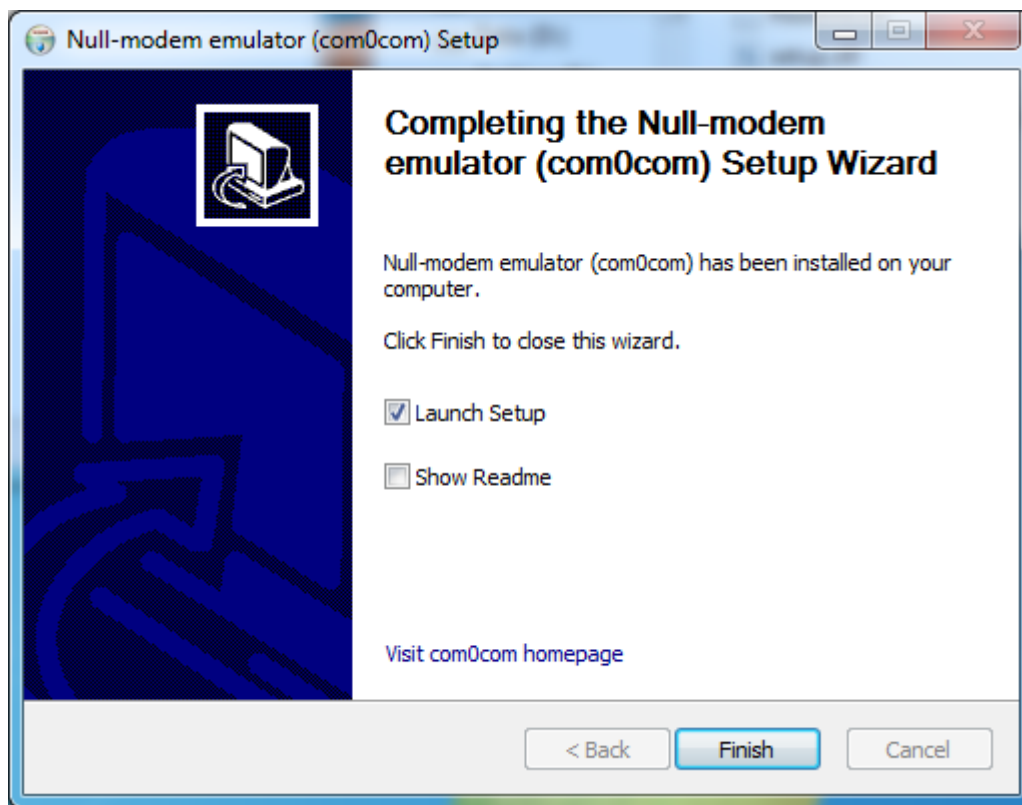 Null-modem emulator (com0com) Setup
Completing the Null-modem
emulator (com0com) Setup Wizard
Null-modem emulator (com0com) has been installed on your
computer.
Click Finish to close this wizard.
Launch Setup
Show Readme
Visit com0com homepage
< Back
Finish
Cancel